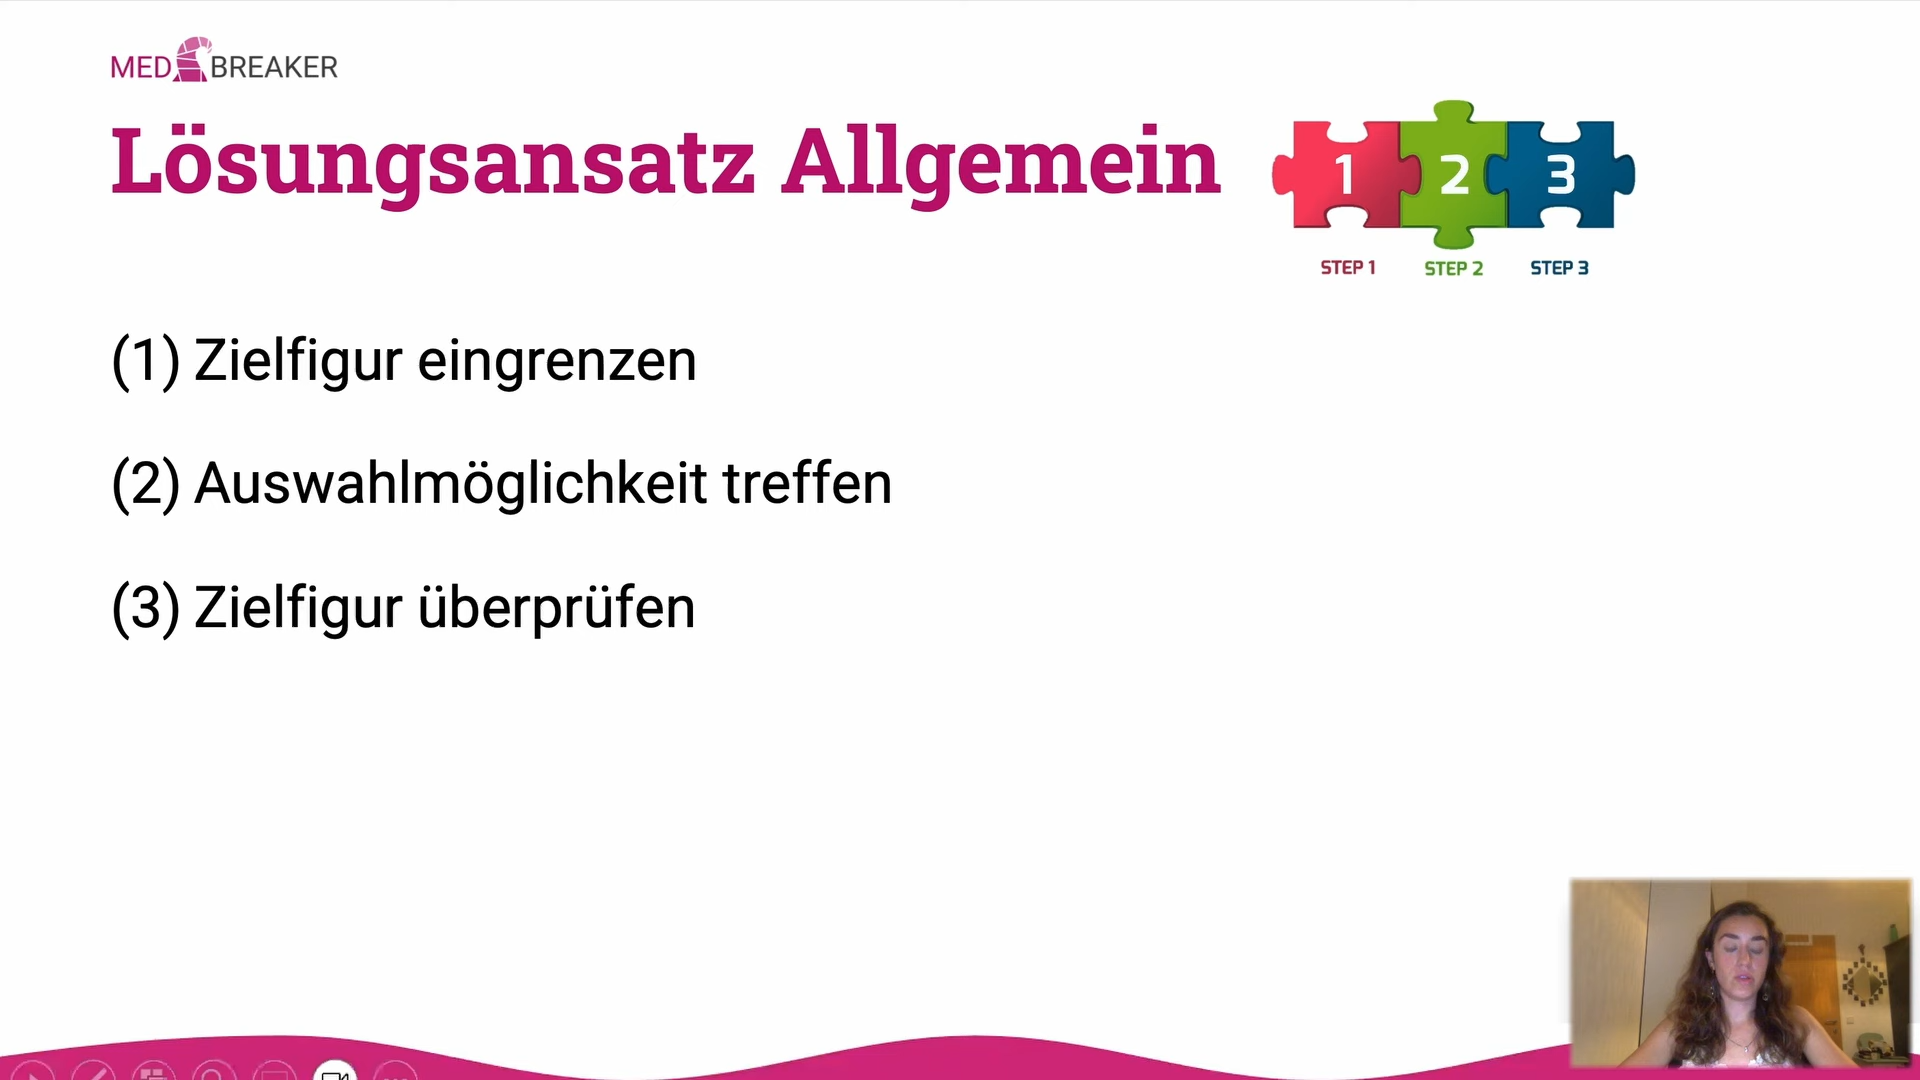 MED BREAKER
Lösungsansatz Allgemein
1 2 3
STEP 1 STEP 2 STEP 3
(1) Zielfigur eingrenzen
(2) Auswahlmöglichkeit treffen
(3) Zielfigur überprüfen